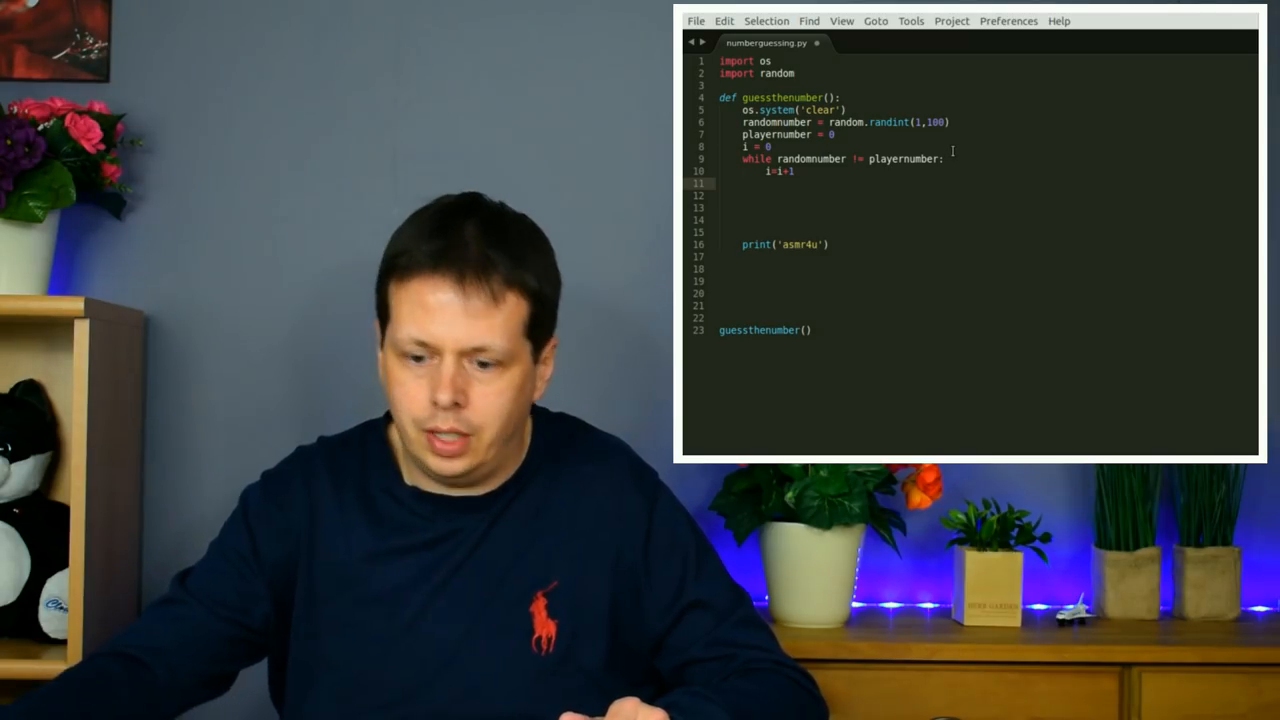 File Edit Selection Find View Goto Tools Project Preferences Help
numberguessing.py
1 import os
2 import random
3
4 def guessthenumber():
5 os.system('clear')
6 randomnumber = random.randint(1,100)
7 playernumber = 0
8 i = 0
9 while randomnumber != playernumber:
10 i=i+1
11
12
13
14
15
16 print('asmr4u')
17
18
19
20
21
22
23 guessthenumber()
HERB GARDEN